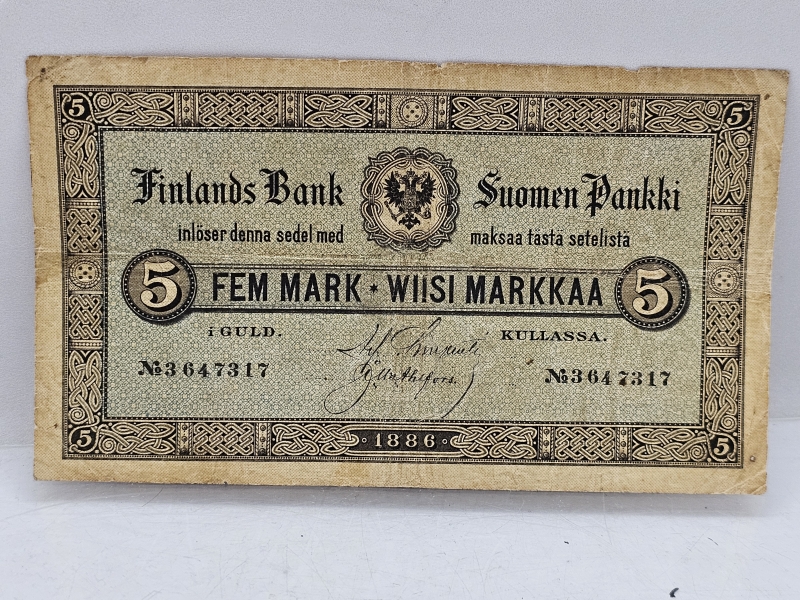 5 5
Finlands Bank Suomen Pankki
inlöser denna sedel med maksaa tästä setelistä
5 FEM MARK * WIISI MARKKAA 5
i GULD. KULLASSA.
№3647317 №3647317
5 1886 5